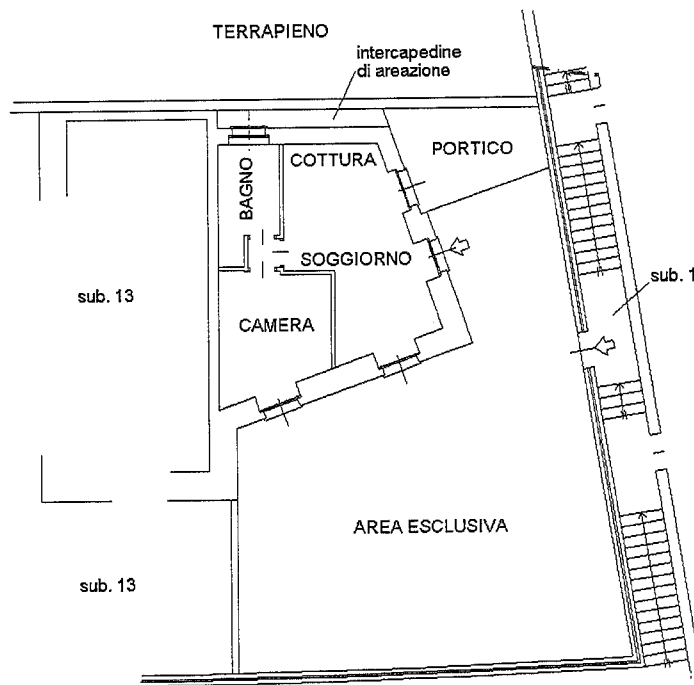 TERRAPIENO
intercapedine
di areazione
COTTURA
PORTICO
BAGNO
SOGGIORNO
sub. 13
sub. 1
CAMERA
AREA ESCLUSIVA
sub. 13